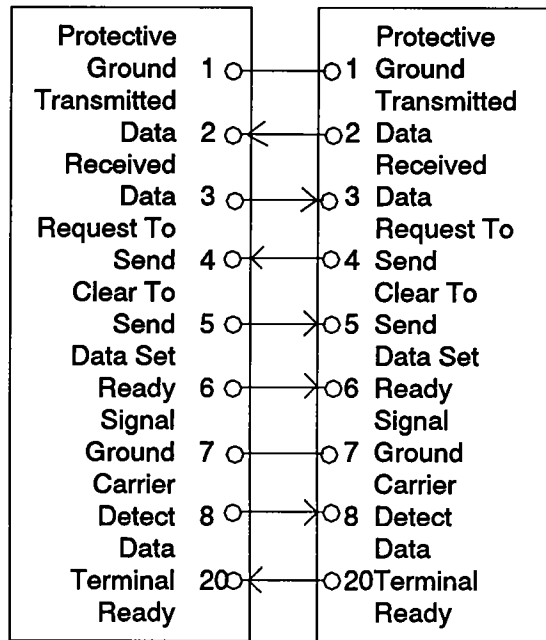 Protective
Ground 1
Transmitted
Data 2
Received
Data 3
Request To
Send 4
Clear To
Send 5
Data Set
Ready 6
Signal
Ground 7
Carrier
Detect 8
Data
Terminal 20
Ready
Protective
1 Ground
Transmitted
2 Data
Received
3 Data
Request To
4 Send
Clear To
5 Send
Data Set
6 Ready
Signal
7 Ground
Carrier
8 Detect
Data
20 Terminal
Ready